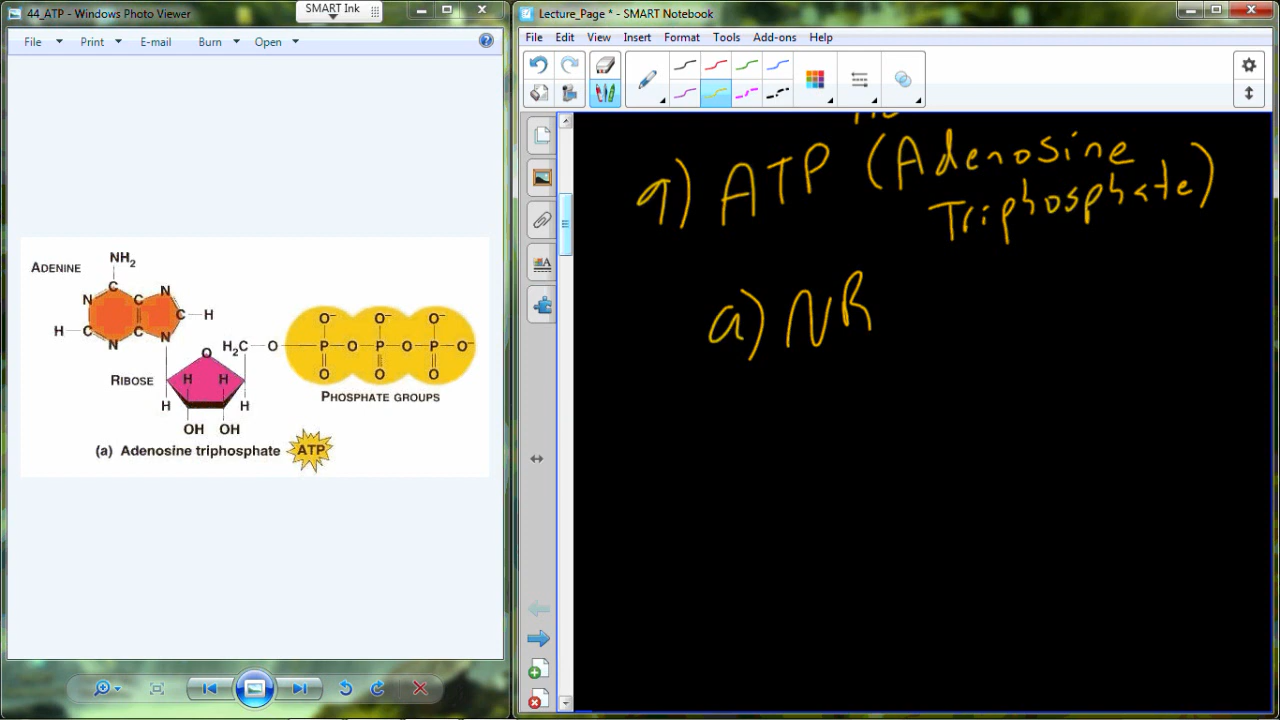 44_ATP - Windows Photo Viewer
File Print E-mail Burn Open
SMART Ink
ADENINE
NH2
N C C N C H
H C N C N
H2C O
O
O- O- O-
P O P O P O-
O O O
RIBOSE
H H
H H
OH OH
PHOSPHATE GROUPS
(a) Adenosine triphosphate ATP
Lecture_Page * - SMART Notebook
File Edit View Insert Format Tools Add-ons Help
9) ATP (Adenosine
Triphosphate)
a) NR